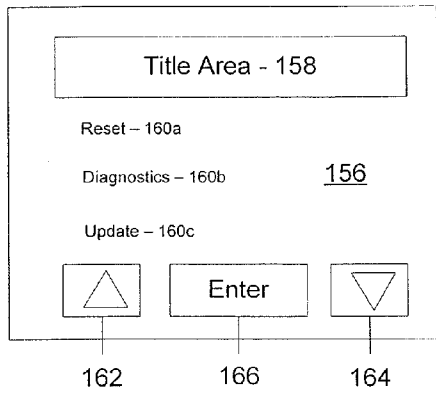 Title Area - 158
Reset – 160a
Diagnostics – 160b
156
Update – 160c
Enter
162
166
164